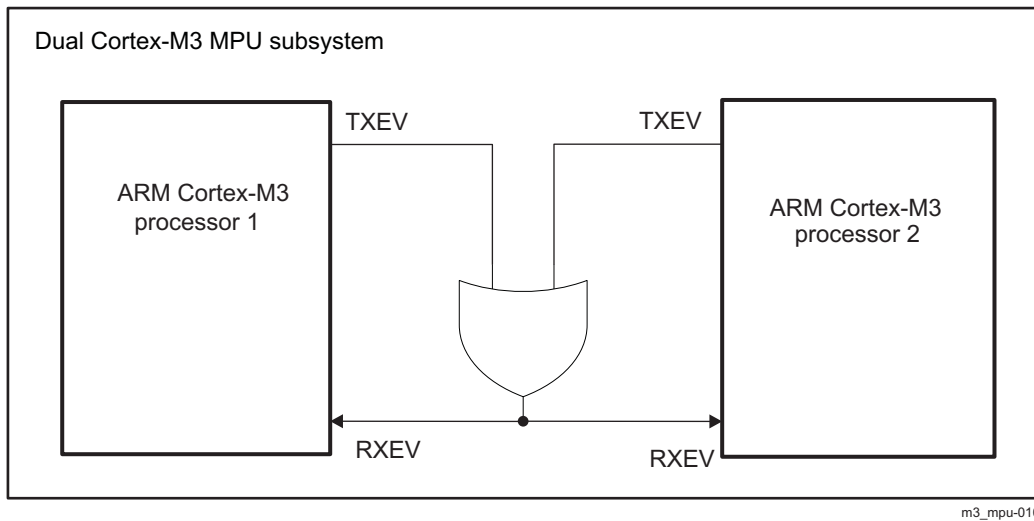 Dual Cortex-M3 MPU subsystem
TXEV
TXEV
ARM Cortex-M3
processor 1
ARM Cortex-M3
processor 2
RXEV
RXEV